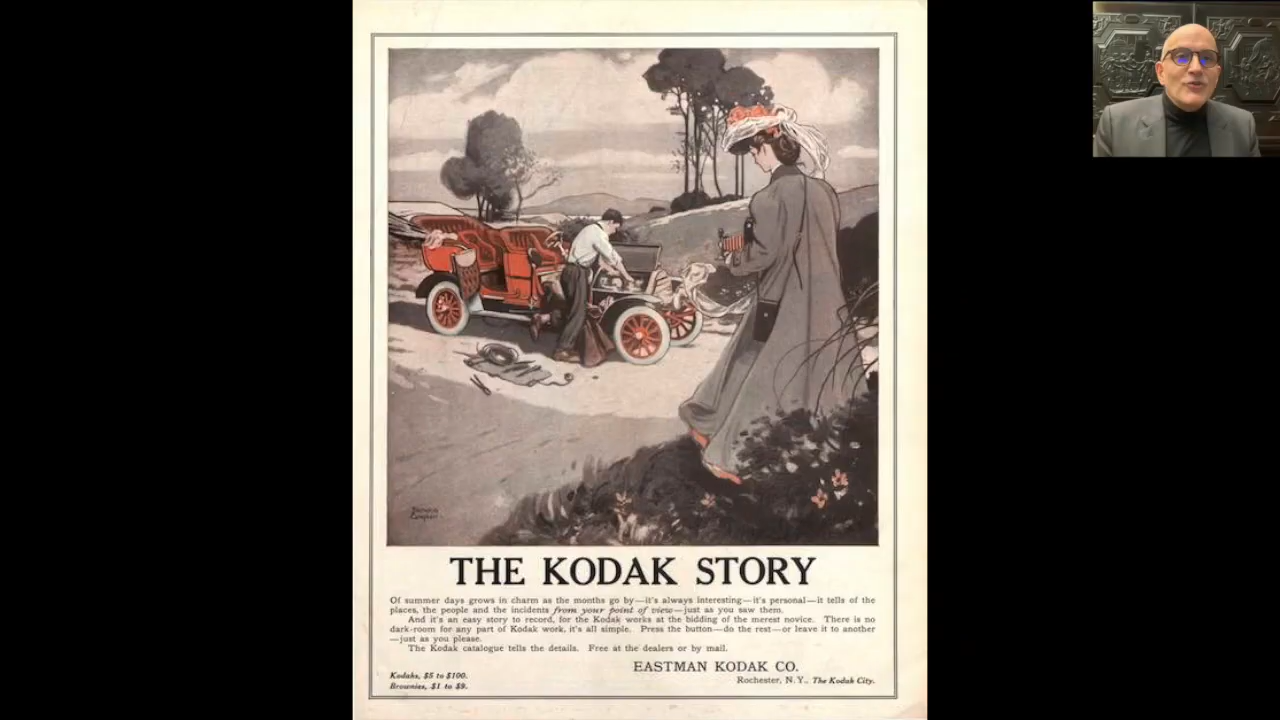 THE KODAK STORY
Of summer days grows in charm as the months go by—it's always interesting—it's personal—it tells of the
places, the people and the incidents from your point of view—just as you saw them.
And it's an easy story to record, for the Kodak works at the bidding of the merest novice. There is no
dark-room for any part of Kodak work, it's all simple. Press the button—do the rest—or leave it to another
—just as you please.
The Kodak catalogue tells the details. Free at the dealers or by mail.
EASTMAN KODAK CO.
Rochester, N. Y., The Kodak City.
Kodaks, $5 to $100.
Brownies, $1 to $9.